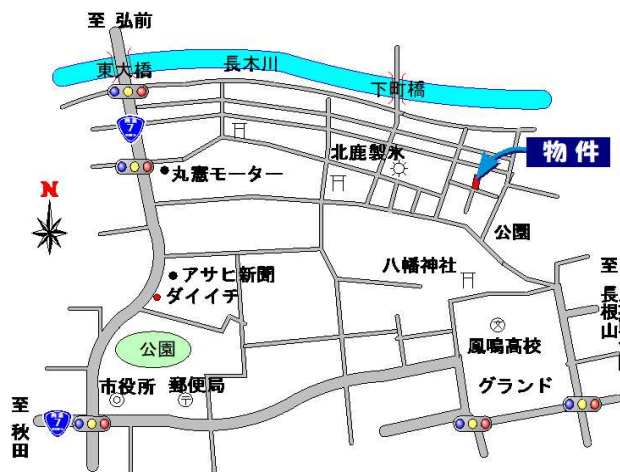 至 弘前
東大橋
長木川
下町橋
7
北鹿製氷
物件
丸憲モーター
N
公園
八幡神社
アサヒ新聞
ダイイチ
至
長根山
公園
鳳鳴高校
市役所
郵便局
グランド
至
秋田
7